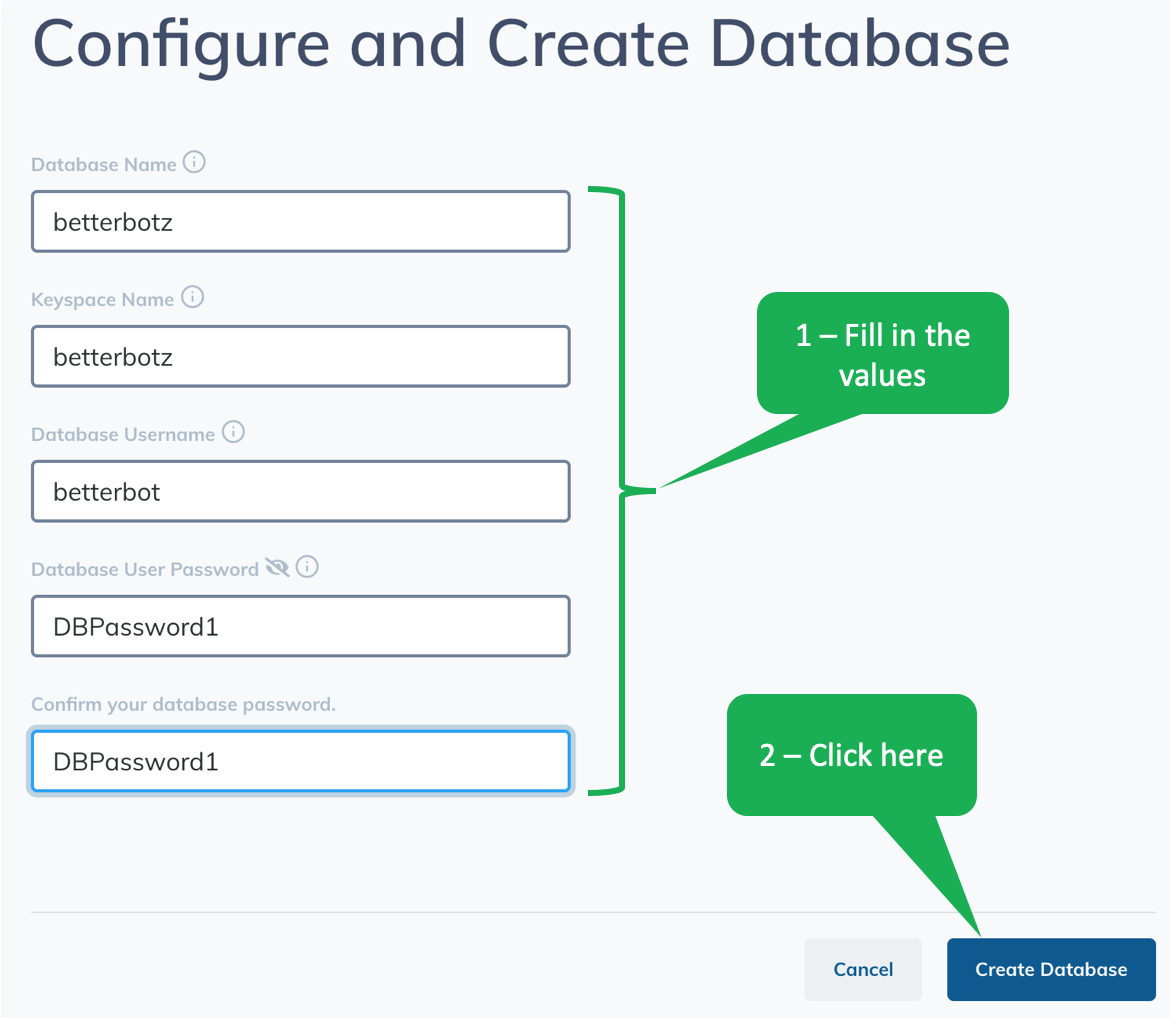 Configure and Create Database
Database Name
betterbotz
Keyspace Name
betterbotz
1 – Fill in the
values
Database Username
betterbot
Database User Password
DBPassword1
Confirm your database password.
DBPassword1
2 – Click here
Cancel
Create Database